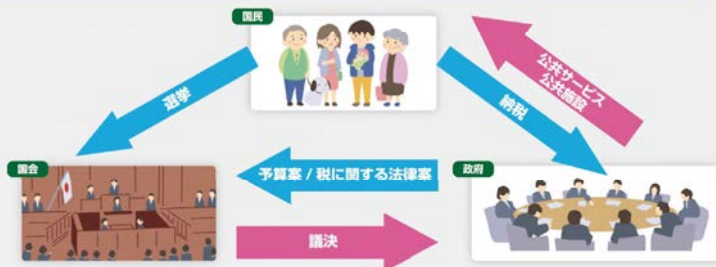 国民
選挙
公共サービス
公共施設
納税
国会
予算案 / 税に関する法律案
政府
議決